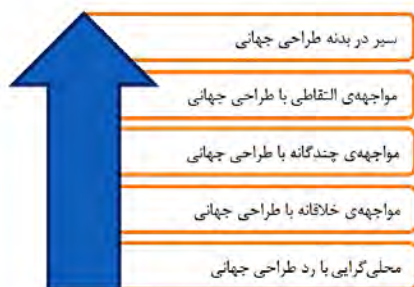 سیر در بدنه طراحی جهانی
مواجهه‌ی التقاطی با طراحی جهانی
مواجهه‌ی چندگانه با طراحی جهانی
مواجهه‌ی خلاقانه با طراحی جهانی
محلی‌گرایی با رد طراحی جهانی